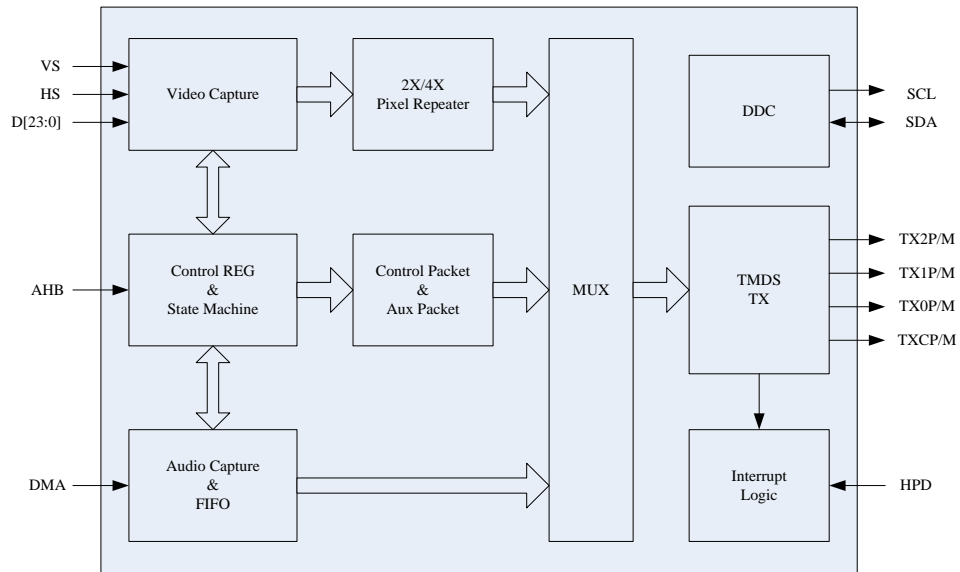 VS
HS
D[23:0]
Video Capture
2X/4X
Pixel Repeater
DDC
SCL
SDA
AHB
Control REG
&
State Machine
Control Packet
&
Aux Packet
MUX
TMDS
TX
TX2P/M
TX1P/M
TX0P/M
TXCP/M
DMA
Audio Capture
&
FIFO
Interrupt
Logic
HPD